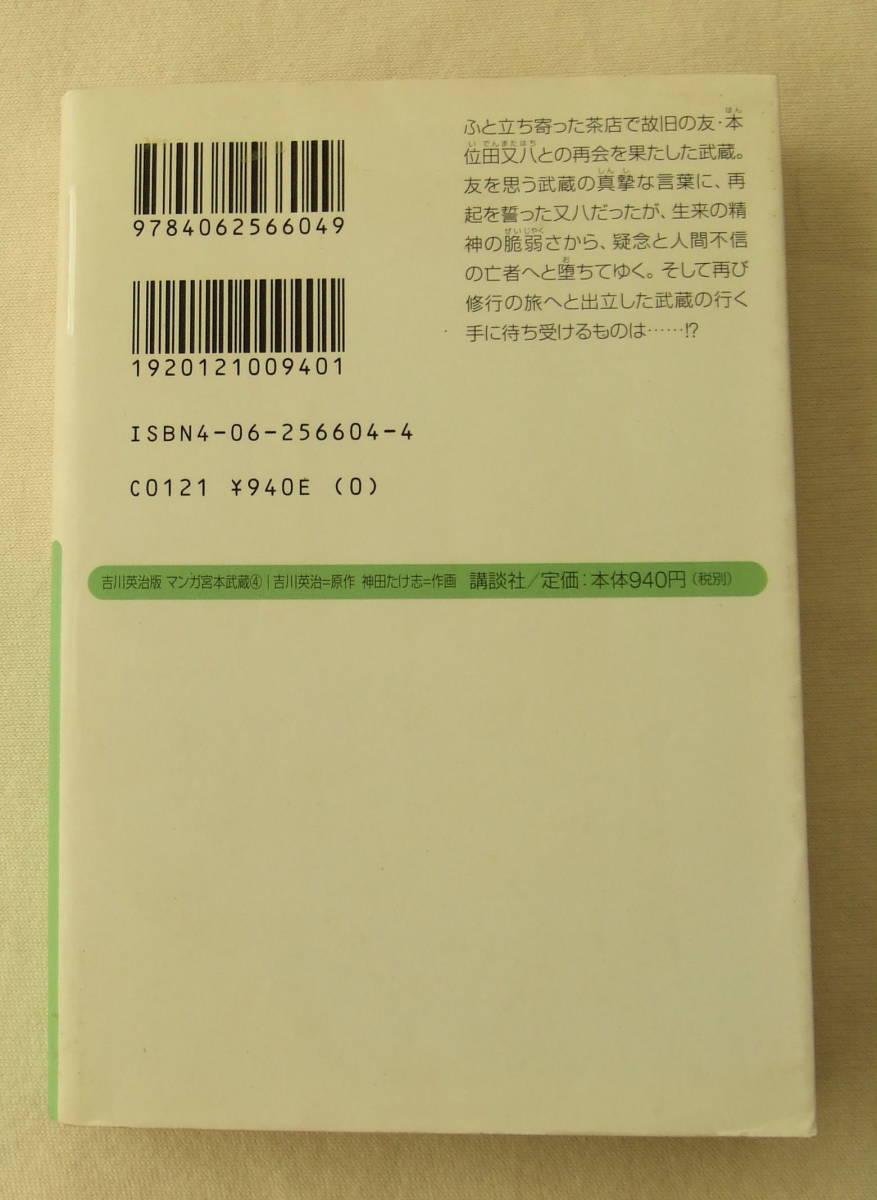 ふと立ち寄った茶店で故旧の友・本
位田又八との再会を果たした武蔵。
友を思う武蔵の真摯な言葉に、再
起を誓った又八だったが、生来の精
神の脆弱さから、疑念と人間不信
の亡者へと堕ちてゆく。そして再び
修行の旅へと出立した武蔵の行く
手に待ち受けるものは……!?
9784062566049
1920121009401
ISBN4-06-256604-4
C0121 ¥940E (0)
吉川英治版 マンガ宮本武蔵④|吉川英治=原作 神田たけ志=作画 講談社/定価:本体940円(税別)